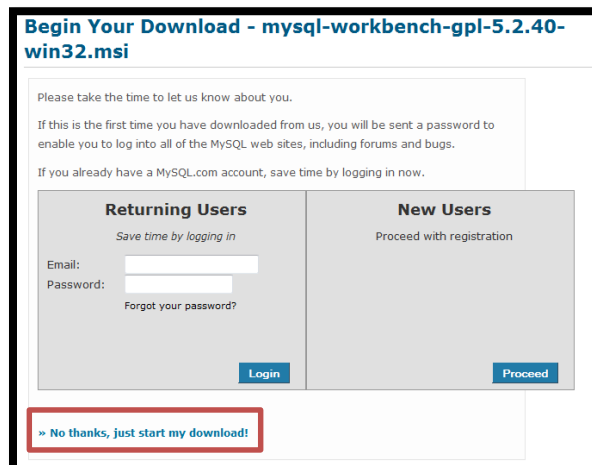 Begin Your Download - mysql-workbench-gpl-5.2.40-
win32.msi
Please take the time to let us know about you.
If this is the first time you have downloaded from us, you will be sent a password to
enable you to log into all of the MySQL web sites, including forums and bugs.
If you already have a MySQL.com account, save time by logging in now.
Returning Users
Save time by logging in
Email:
Password:
Forgot your password?
Login
New Users
Proceed with registration
Proceed
» No thanks, just start my download!